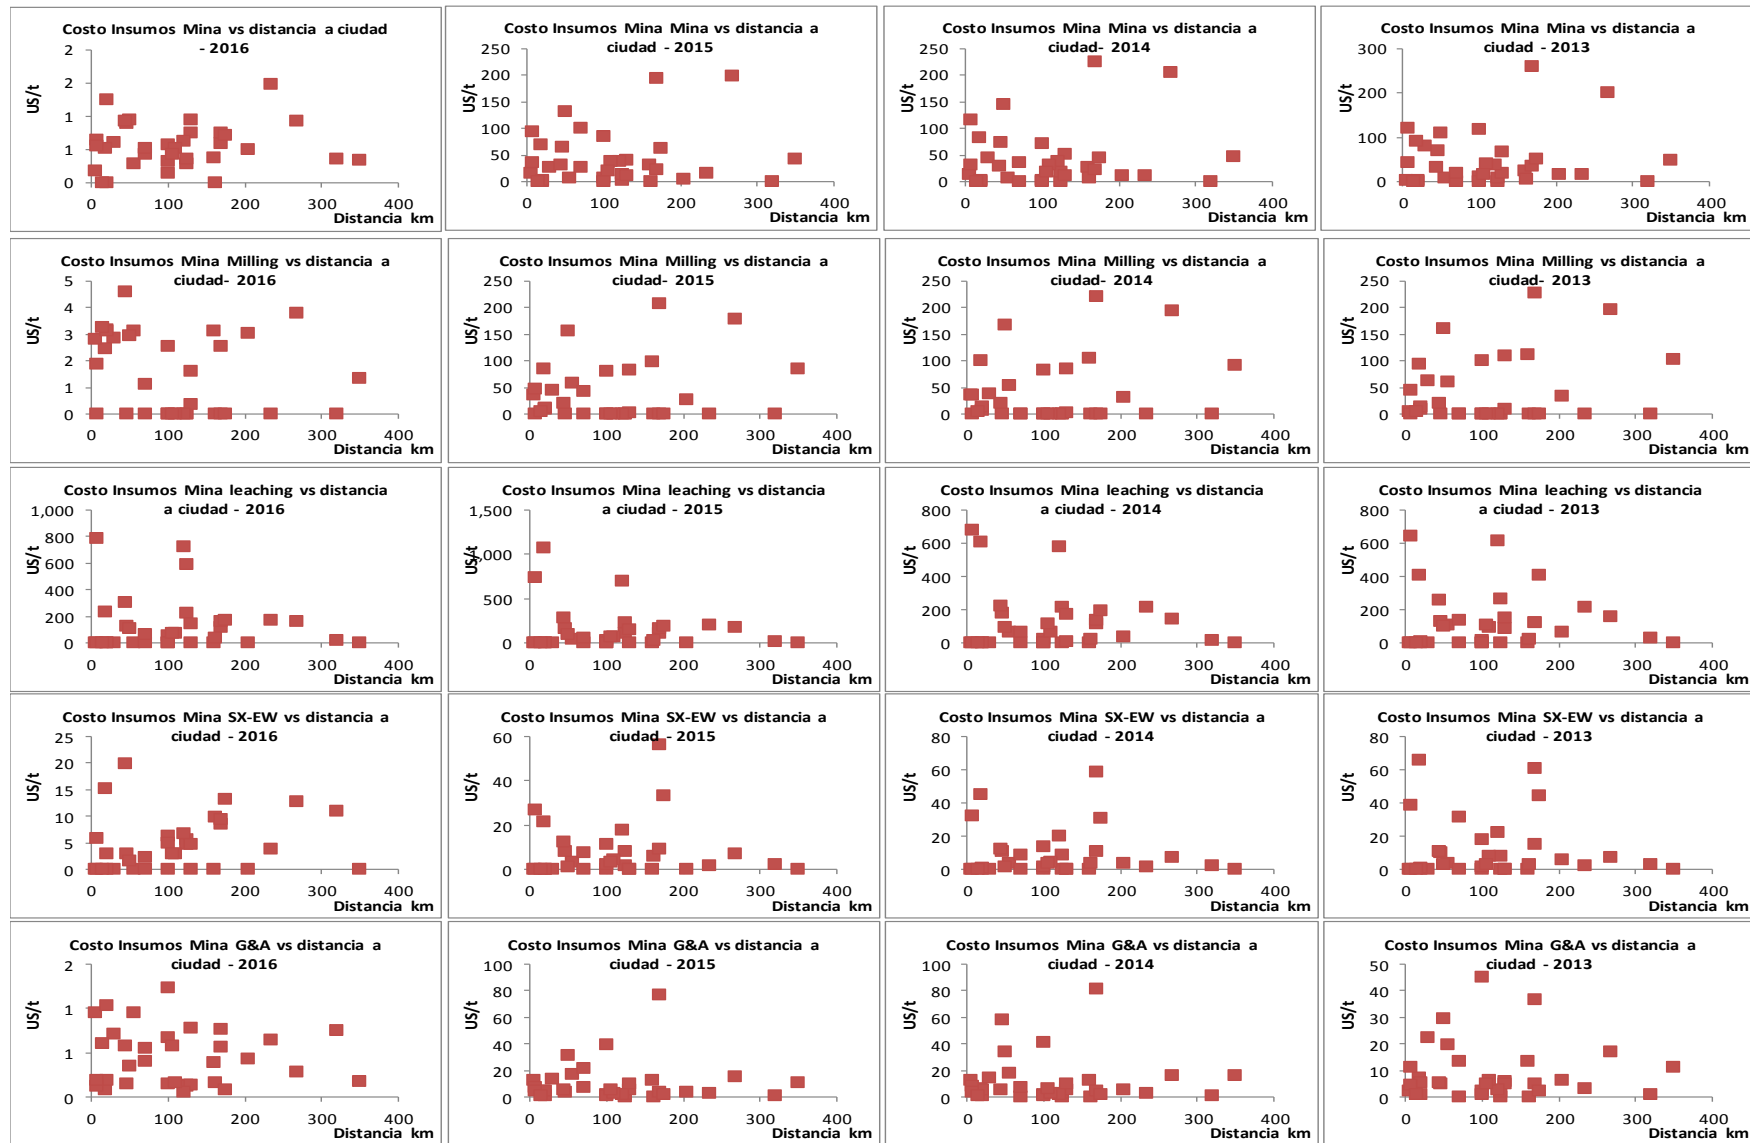 Costo Insumos Mina vs distancia a ciudad
- 2016
US/t
2
2
1
1
0
0 100 200 300 400
Distancia km
Costo Insumos Mina Mina vs distancia a
ciudad - 2015
US/t
250
200
150
100
50
0
0 100 200 300 400
Distancia km
Costo Insumos Mina Mina vs distancia a
ciudad- 2014
US/t
250
200
150
100
50
0
0 100 200 300 400
Distancia km
Costo Insumos Mina Mina vs distancia a
ciudad - 2013
US/t
300
200
100
0
0 100 200 300 400
Distancia km
Costo Insumos Mina Milling vs distancia a
ciudad- 2016
US/t
5
4
3
2
1
0
0 100 200 300 400
Distancia km
Costo Insumos Mina Milling vs distancia a
ciudad- 2015
US/t
250
200
150
100
50
0
0 100 200 300 400
Distancia km
Costo Insumos Mina Milling vs distancia a
ciudad - 2014
US/t
250
200
150
100
50
0
0 100 200 300 400
Distancia km
Costo Insumos Mina Milling vs distancia a
ciudad - 2013
US/t
250
200
150
100
50
0
0 100 200 300 400
Distancia km
Costo Insumos Mina leaching vs distancia
a ciudad - 2016
US/t
1,000
800
600
400
200
0
0 100 200 300 400
Distancia km
Costo Insumos Mina leaching vs distancia
a ciudad - 2015
US/t
1,500
1,000
500
0
0 100 200 300 400
Distancia km
Costo Insumos Mina leaching vs distancia
a ciudad - 2014
US/t
800
600
400
200
0
0 100 200 300 400
Distancia km
Costo Insumos Mina leaching vs distancia
a ciudad - 2013
US/t
800
600
400
200
0
0 100 200 300 400
Distancia km
Costo Insumos Mina SX-EW vs distancia a
ciudad - 2016
US/t
25
20
15
10
5
0
0 100 200 300 400
Distancia km
Costo Insumos Mina SX-EW vs distancia a
ciudad - 2015
US/t
60
40
20
0
0 100 200 300 400
Distancia km
Costo Insumos Mina SX-EW vs distancia a
ciudad - 2014
US/t
80
60
40
20
0
0 100 200 300 400
Distancia km
Costo Insumos Mina SX-EW vs distancia a
ciudad - 2013
US/t
80
60
40
20
0
0 100 200 300 400
Distancia km
Costo Insumos Mina G&A vs distancia a
ciudad - 2016
US/t
2
1
1
0
0 100 200 300 400
Distancia km
Costo Insumos Mina G&A vs distancia a
ciudad - 2015
US/t
100
80
60
40
20
0
0 100 200 300 400
Distancia km
Costo Insumos Mina G&A vs distancia a
ciudad - 2014
US/t
100
80
60
40
20
0
0 100 200 300 400
Distancia km
Costo Insumos Mina G&A vs distancia a
ciudad - 2013
US/t
50
40
30
20
10
0
0 100 200 300 400
Distancia km